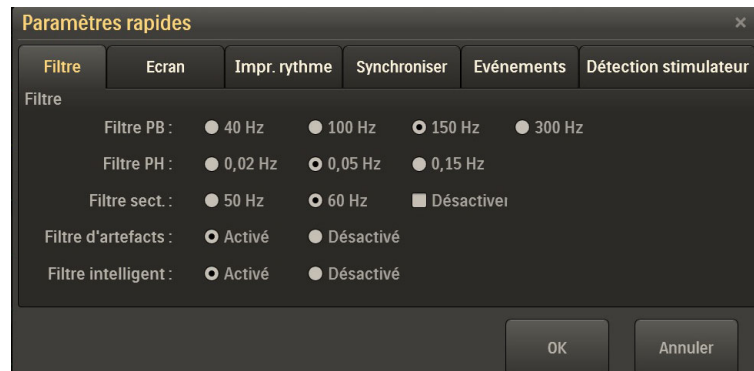 Paramètres rapides ×
Filtre Ecran Impr. rythme Synchroniser Evénements Détection stimulateur
Filtre
Filtre PB : 40 Hz 100 Hz 150 Hz 300 Hz
Filtre PH : 0,02 Hz 0,05 Hz 0,15 Hz
Filtre sect. : 50 Hz 60 Hz Désactiver
Filtre d'artefacts : Activé Désactivé
Filtre intelligent : Activé Désactivé
OK Annuler